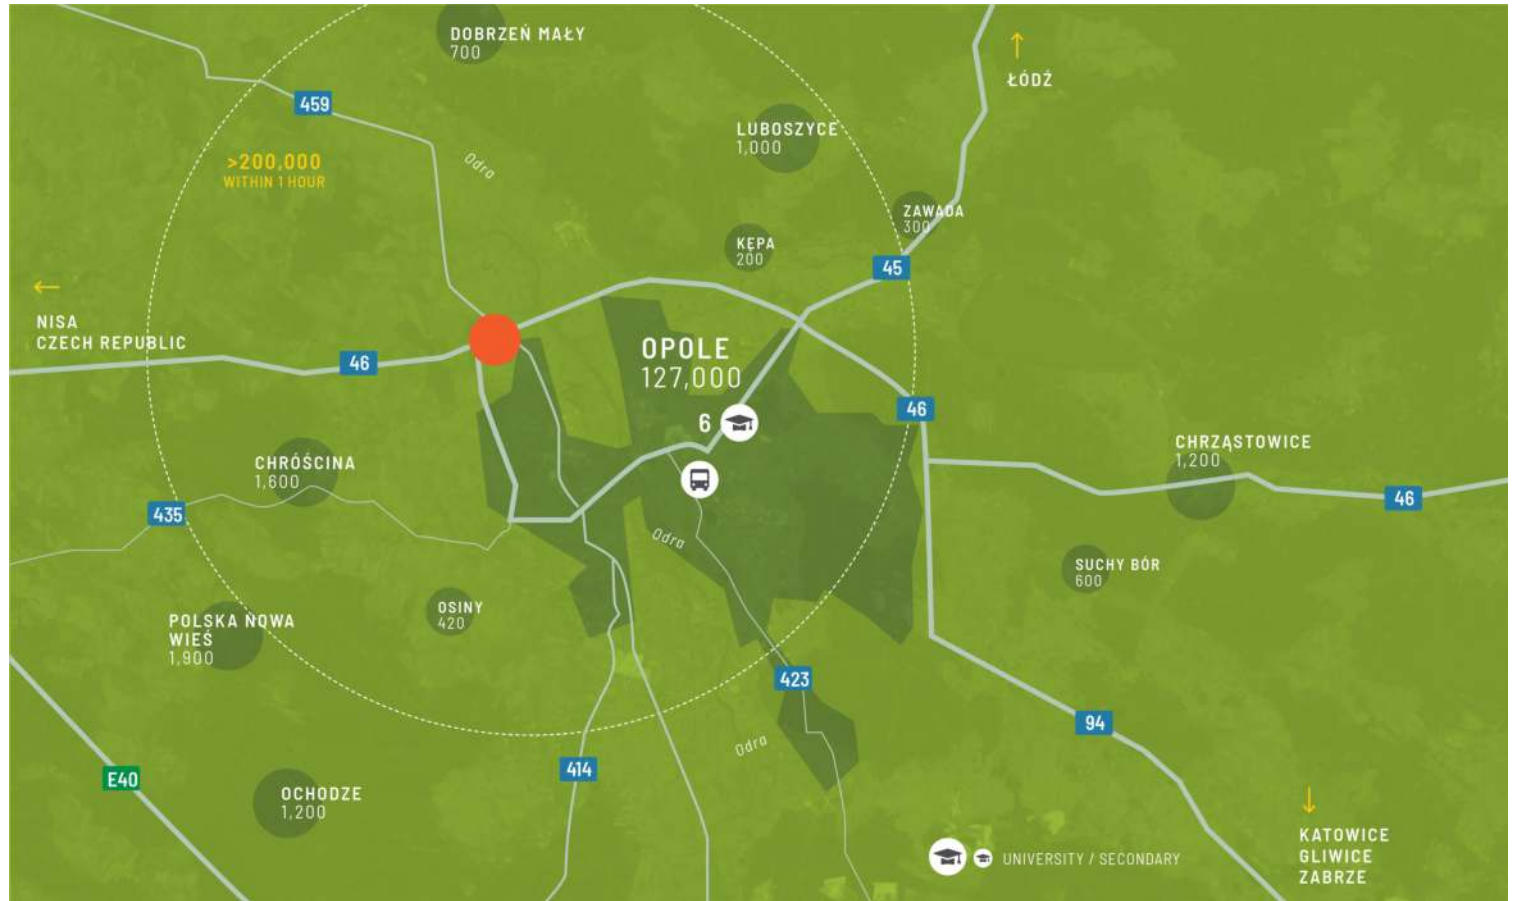 DOBRZEŃ MAŁY
700
ŁÓDŹ
459
LUBOSZYCE
1,000
>200,000
WITHIN 1 HOUR
Odra
ZAWADA
300
KĘPA
200
45
NISA
CZECH REPUBLIC
46
OPOLE
127,000
46
6
CHRÓŚCINA
1,600
CHRZĄSTOWICE
1,200
46
435
Odra
SUCHY BÓR
600
OSINY
420
POLSKA NOWA
WIEŚ
1,900
423
94
Odra
414
E40
OCHODZE
1,200
KATOWICE
GLIWICE
ZABRZE
UNIVERSITY / SECONDARY